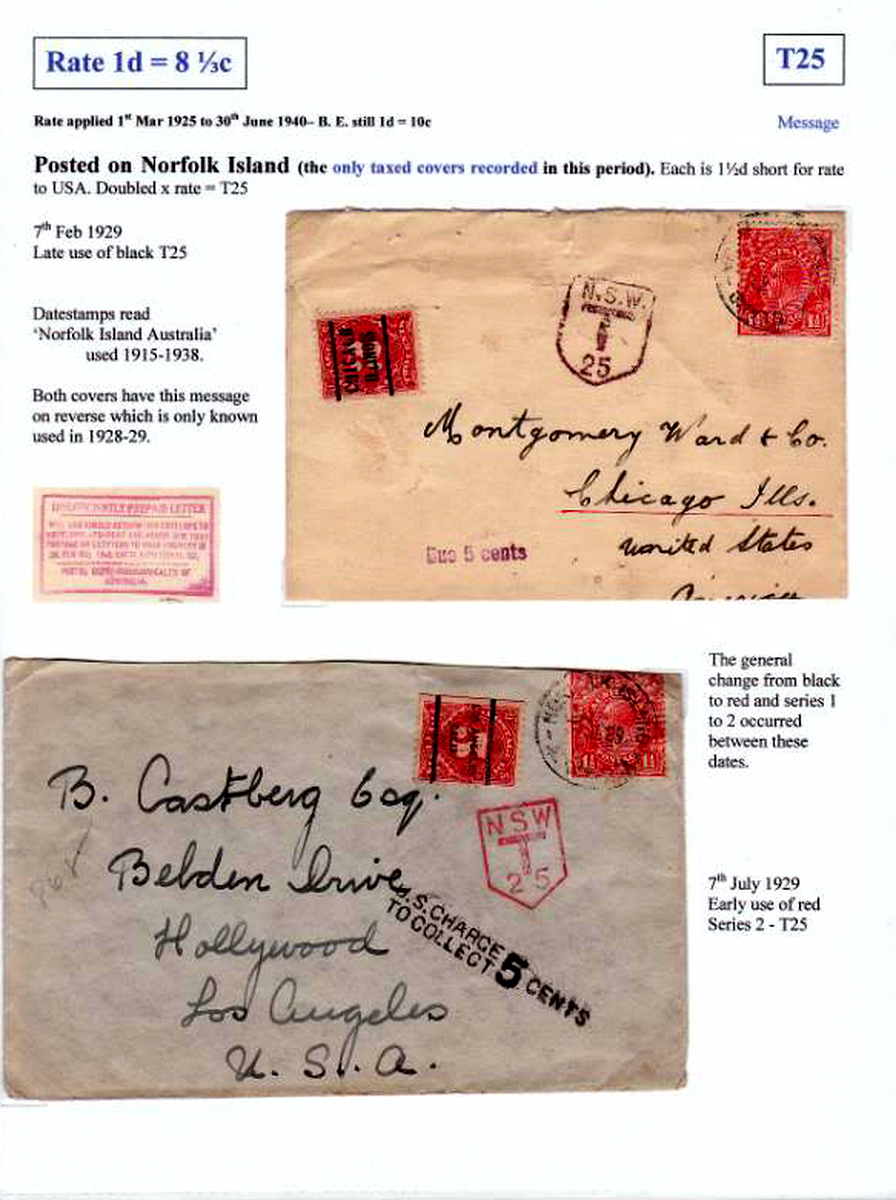 Rate 1d = 8 ⅓c
T25
Rate applied 1st Mar 1925 to 30th June 1940– B. E. still 1d = 10c
Message
Posted on Norfolk Island (the only taxed covers recorded in this period). Each is 1½d short for rate
to USA. Doubled x rate = T25
7th Feb 1929
Late use of black T25
Datestamps read
‘Norfolk Island Australia’
used 1915-1938.
Both covers have this message
on reverse which is only known
used in 1928-29.
INSUFFICIENTLY PREPAID LETTER
AUSTRALIA.
CHICAGO
ILLINOIS
N.S.W.
T
25
Montgomery Ward & Co.
Chicago Ills.
United States
America
Due 5 cents
The general
change from black
to red and series 1
to 2 occurred
between these
dates.
B. Castberg Esq.
Belden Drive
Hollywood
Los Angeles
U. S. A.
NSW
T
25
U.S. CHARGE
TO COLLECT 5 CENTS
868
7th July 1929
Early use of red
Series 2 - T25